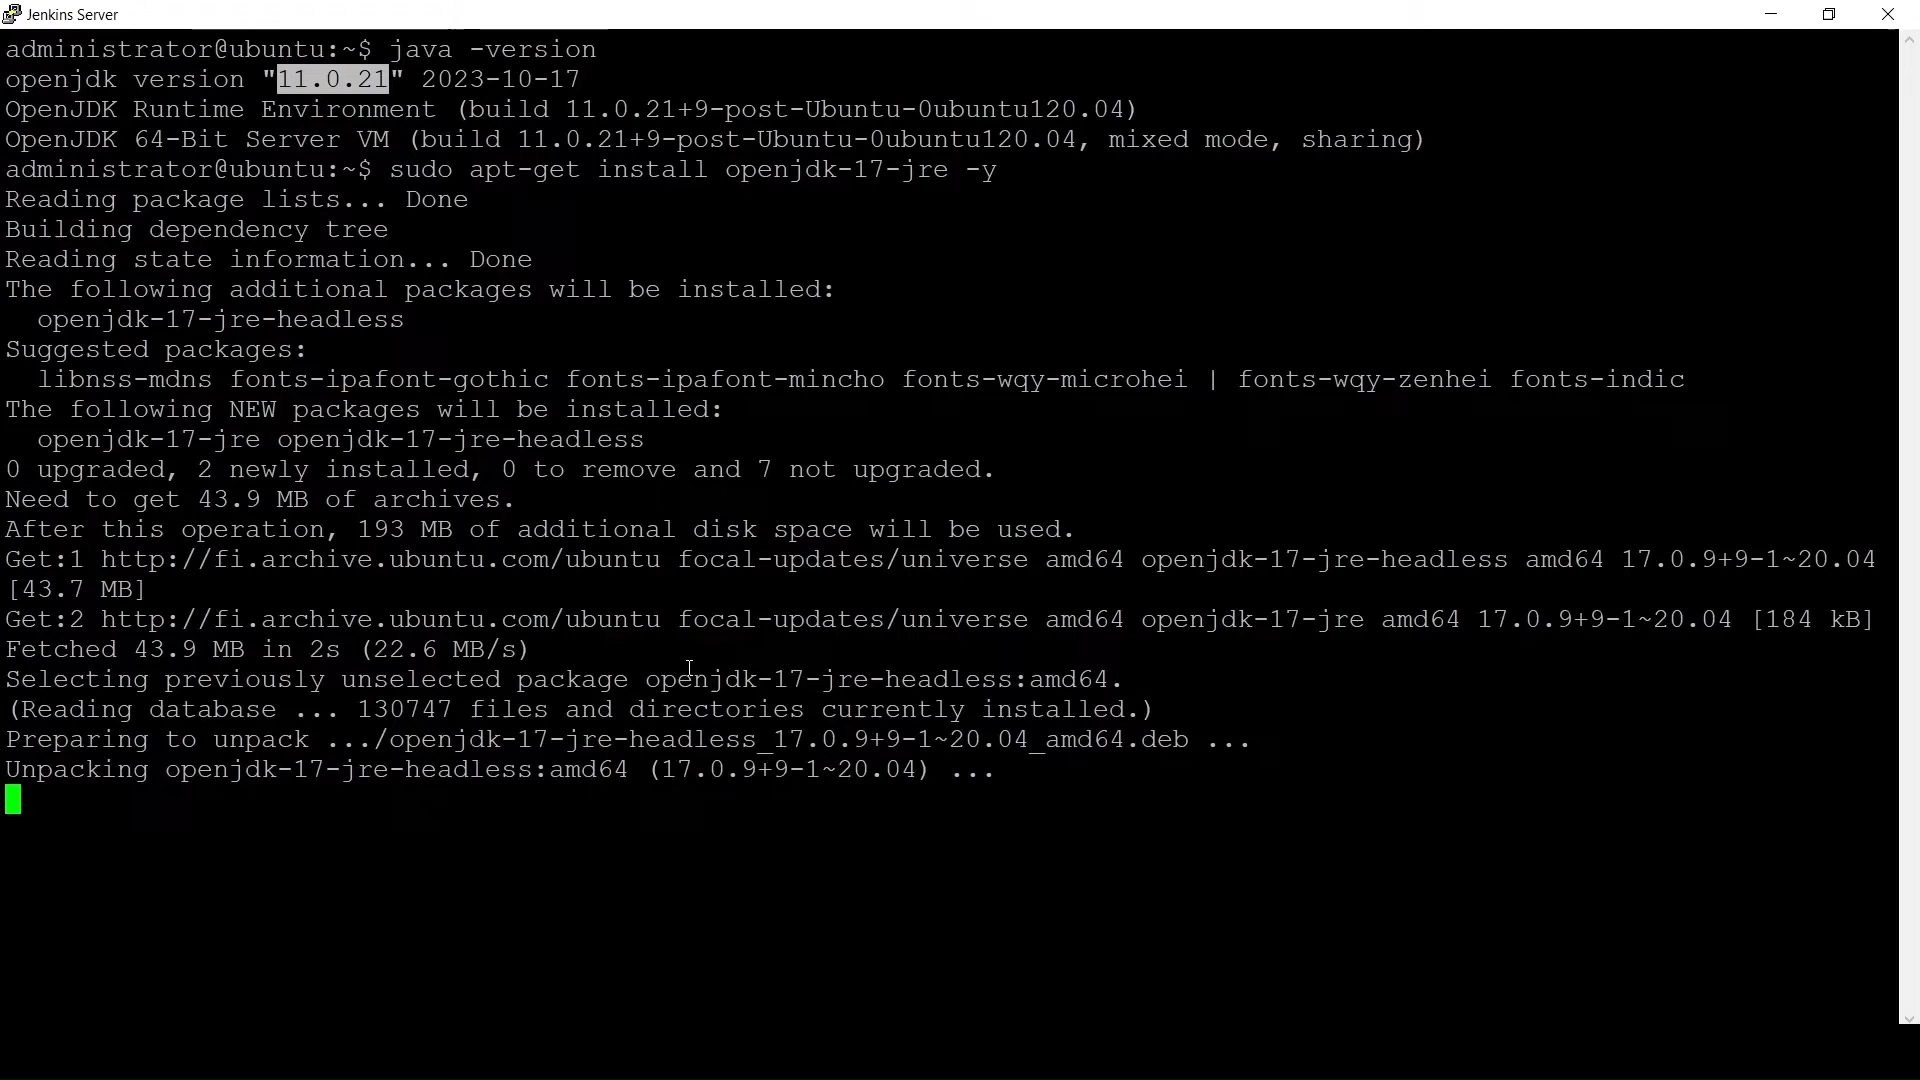 Jenkins Server
administrator@ubuntu:~$ java -version
openjdk version "11.0.21" 2023-10-17
OpenJDK Runtime Environment (build 11.0.21+9-post-Ubuntu-0ubuntu120.04)
OpenJDK 64-Bit Server VM (build 11.0.21+9-post-Ubuntu-0ubuntu120.04, mixed mode, sharing)
administrator@ubuntu:~$ sudo apt-get install openjdk-17-jre -y
Reading package lists... Done
Building dependency tree
Reading state information... Done
The following additional packages will be installed:
  openjdk-17-jre-headless
Suggested packages:
  libnss-mdns fonts-ipafont-gothic fonts-ipafont-mincho fonts-wqy-microhei | fonts-wqy-zenhei fonts-indic
The following NEW packages will be installed:
  openjdk-17-jre openjdk-17-jre-headless
0 upgraded, 2 newly installed, 0 to remove and 7 not upgraded.
Need to get 43.9 MB of archives.
After this operation, 193 MB of additional disk space will be used.
Get:1 http://fi.archive.ubuntu.com/ubuntu focal-updates/universe amd64 openjdk-17-jre-headless amd64 17.0.9+9-1~20.04
[43.7 MB]
Get:2 http://fi.archive.ubuntu.com/ubuntu focal-updates/universe amd64 openjdk-17-jre amd64 17.0.9+9-1~20.04 [184 kB]
Fetched 43.9 MB in 2s (22.6 MB/s)
Selecting previously unselected package openjdk-17-jre-headless:amd64.
(Reading database ... 130747 files and directories currently installed.)
Preparing to unpack .../openjdk-17-jre-headless_17.0.9+9-1~20.04_amd64.deb ...
Unpacking openjdk-17-jre-headless:amd64 (17.0.9+9-1~20.04) ...